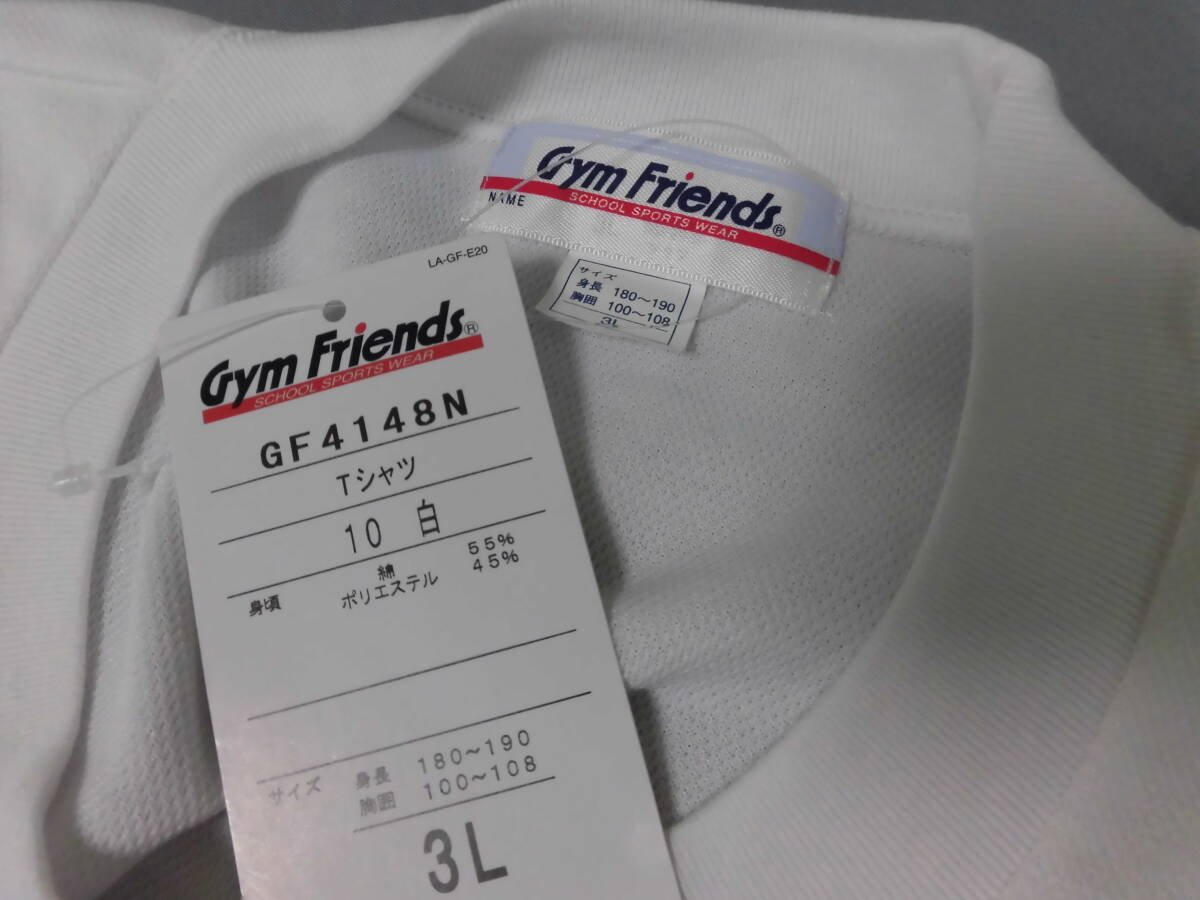 Gym Friends®
SCHOOL SPORTS WEAR
NAME
サイズ
身長 180~190
胸囲 100~108
3L
LA-GF-E20
Gym Friends®
SCHOOL SPORTS WEAR
GF4148N
Tシャツ
10 白
綿 55%
身頃 ポリエステル 45%
サイズ 身長 180~190
胸囲 100~108
3L